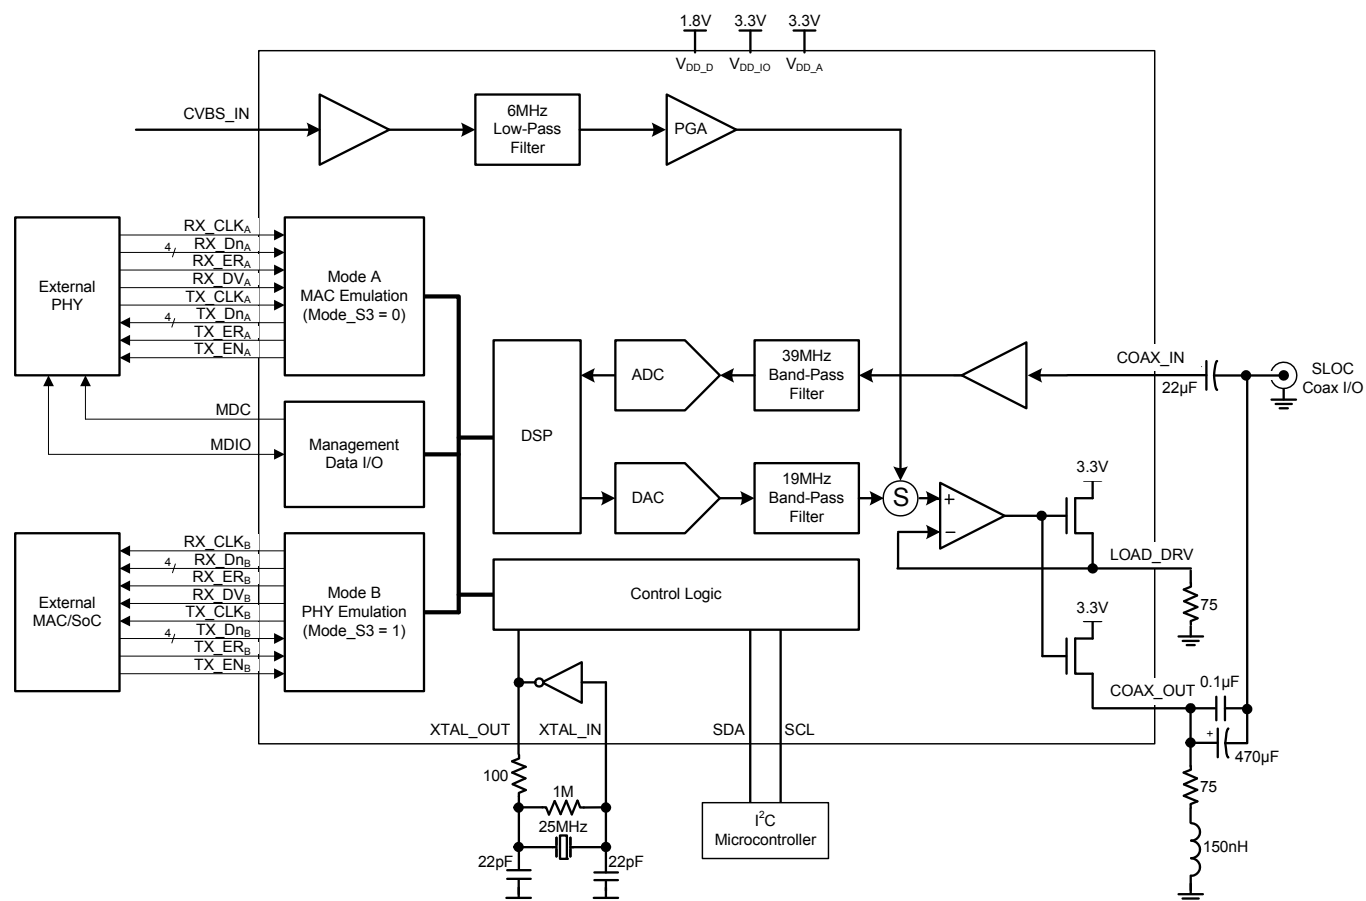 1.8V
3.3V
3.3V
VDD_D
VDD_IO
VDD_A
CVBS_IN
6MHz
Low-Pass
Filter
PGA
External
PHY
RX_CLKA
4
RX_DnA
RX_ERA
RX_DVA
TX_CLKA
4
TX_DnA
TX_ERA
TX_ENA
Mode A
MAC Emulation
(Mode_S3 = 0)
MDC
MDIO
Management
Data I/O
DSP
ADC
39MHz
Band-Pass
Filter
COAX_IN
22µF
SLOC
Coax I/O
DAC
19MHz
Band-Pass
Filter
S
+
−
3.3V
LOAD_DRV
75
External
MAC/SoC
RX_CLKB
4
RX_DnB
RX_ERB
RX_DVB
TX_CLKB
4
TX_DnB
TX_ERB
TX_ENB
Mode B
PHY Emulation
(Mode_S3 = 1)
Control Logic
3.3V
COAX_OUT
0.1µF
+
470µF
75
150nH
XTAL_OUT
XTAL_IN
SDA
SCL
100
1M
25MHz
22pF
22pF
I2C
Microcontroller